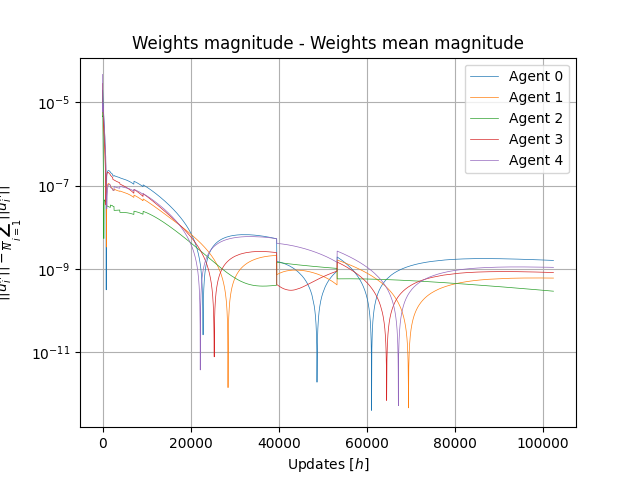 Weights magnitude - Weights mean magnitude
Agent 0
Agent 1
Agent 2
Agent 3
Agent 4
10⁻⁵
10⁻⁷
10⁻⁹
10⁻¹¹
0 20000 40000 60000 80000 100000
Updates [h]